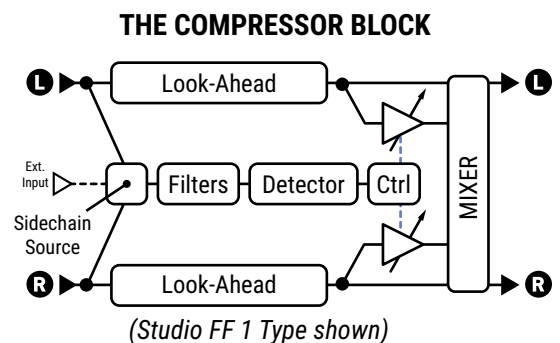 THE COMPRESSOR BLOCK
L
Look-Ahead
L
Ext.
Input
Filters
Detector
Ctrl
MIXER
Sidechain
Source
R
Look-Ahead
R
(Studio FF 1 Type shown)